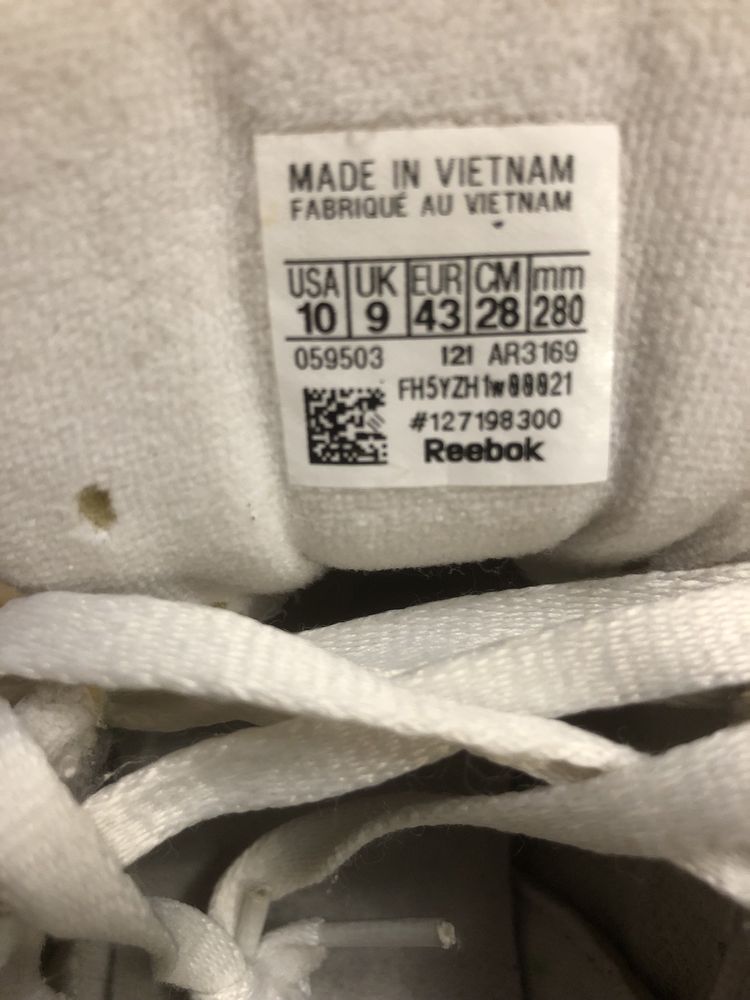 MADE IN VIETNAM
FABRIQUÉ AU VIETNAM
USA UK EUR CM mm
10 9 43 28 280
059503 I21 AR3169
FH5YZH1w00021
#127198300
Reebok